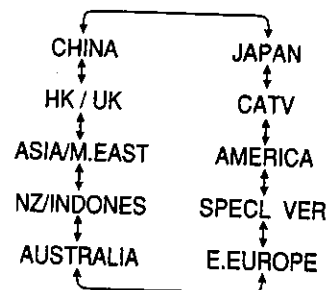 CHINA
HK / UK
ASIA/M.EAST
NZ/INDONES
AUSTRALIA
JAPAN
CATV
AMERICA
SPECL VER
E.EUROPE